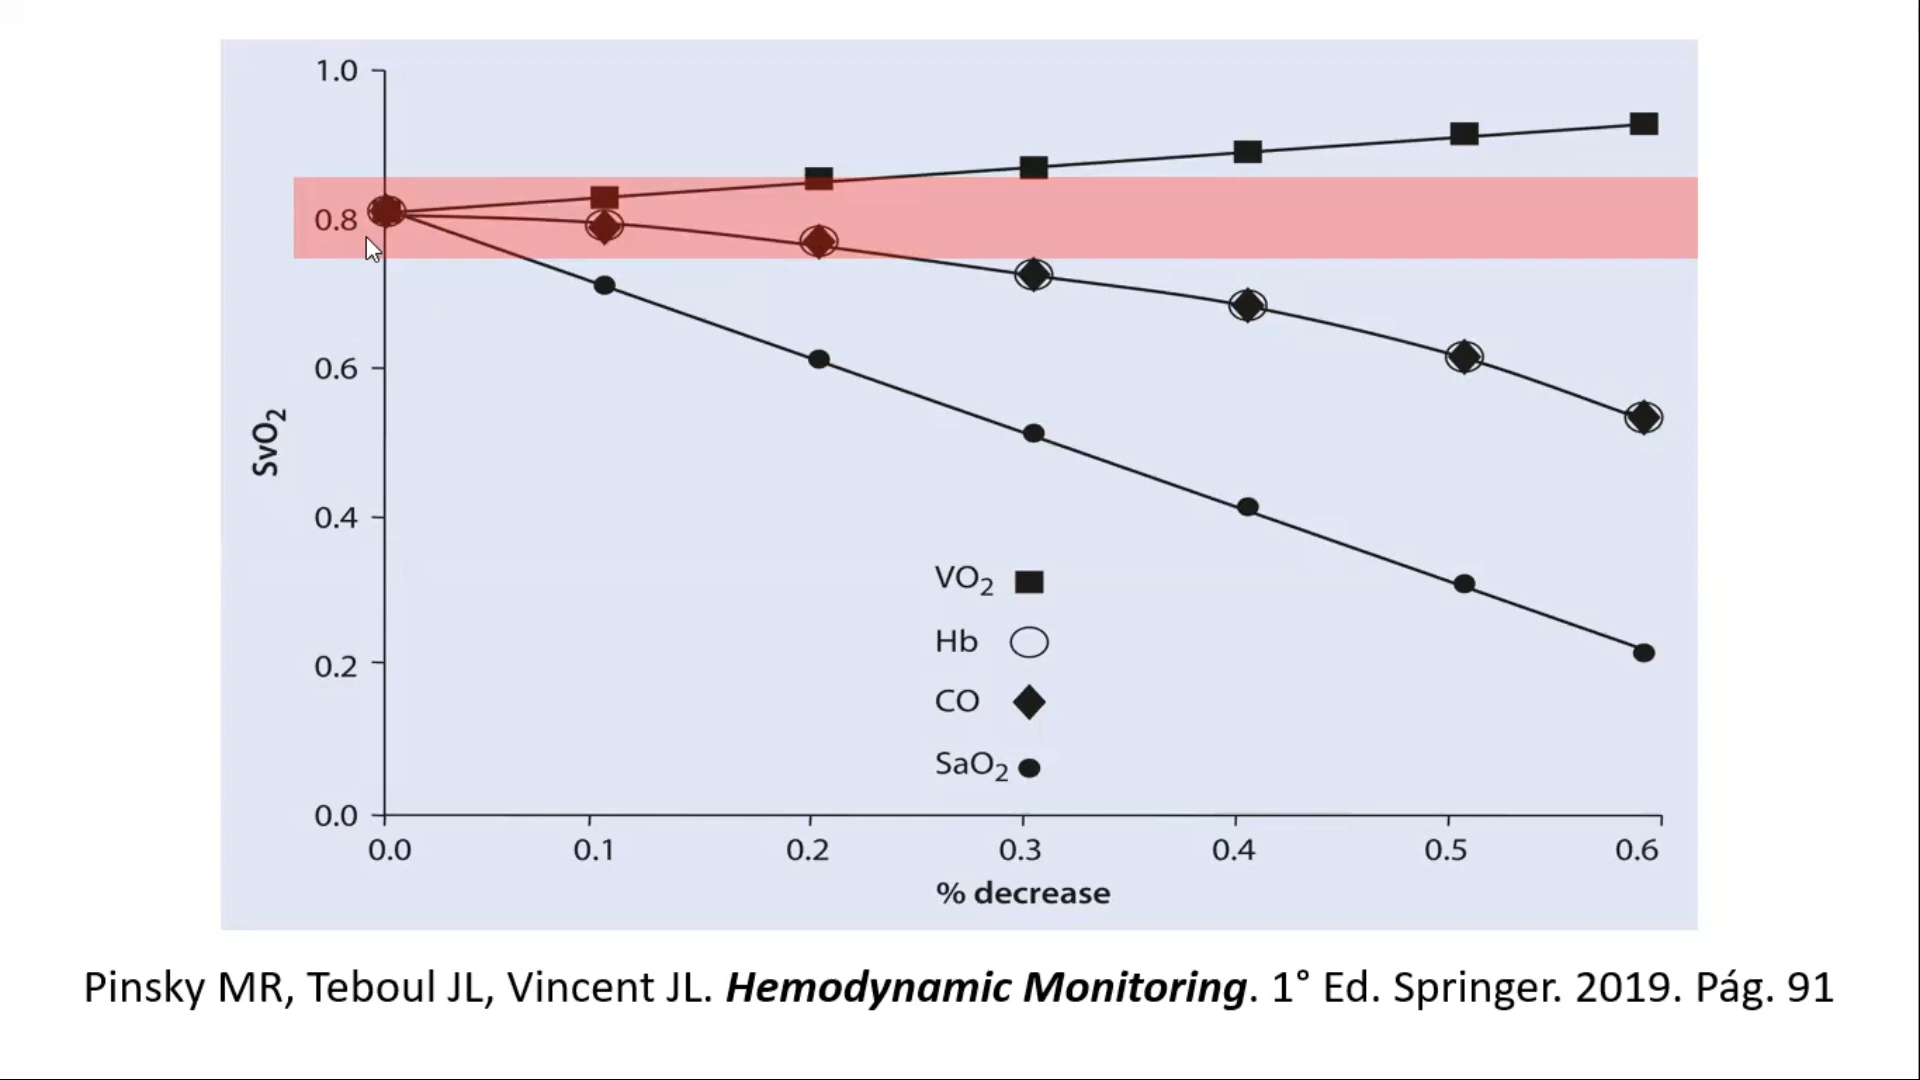 1.0
0.8
0.6
0.4
0.2
0.0
SvO₂
VO₂
Hb
CO
SaO₂
0.0 0.1 0.2 0.3 0.4 0.5 0.6
% decrease
Pinsky MR, Teboul JL, Vincent JL. Hemodynamic Monitoring. 1° Ed. Springer. 2019. Pág. 91